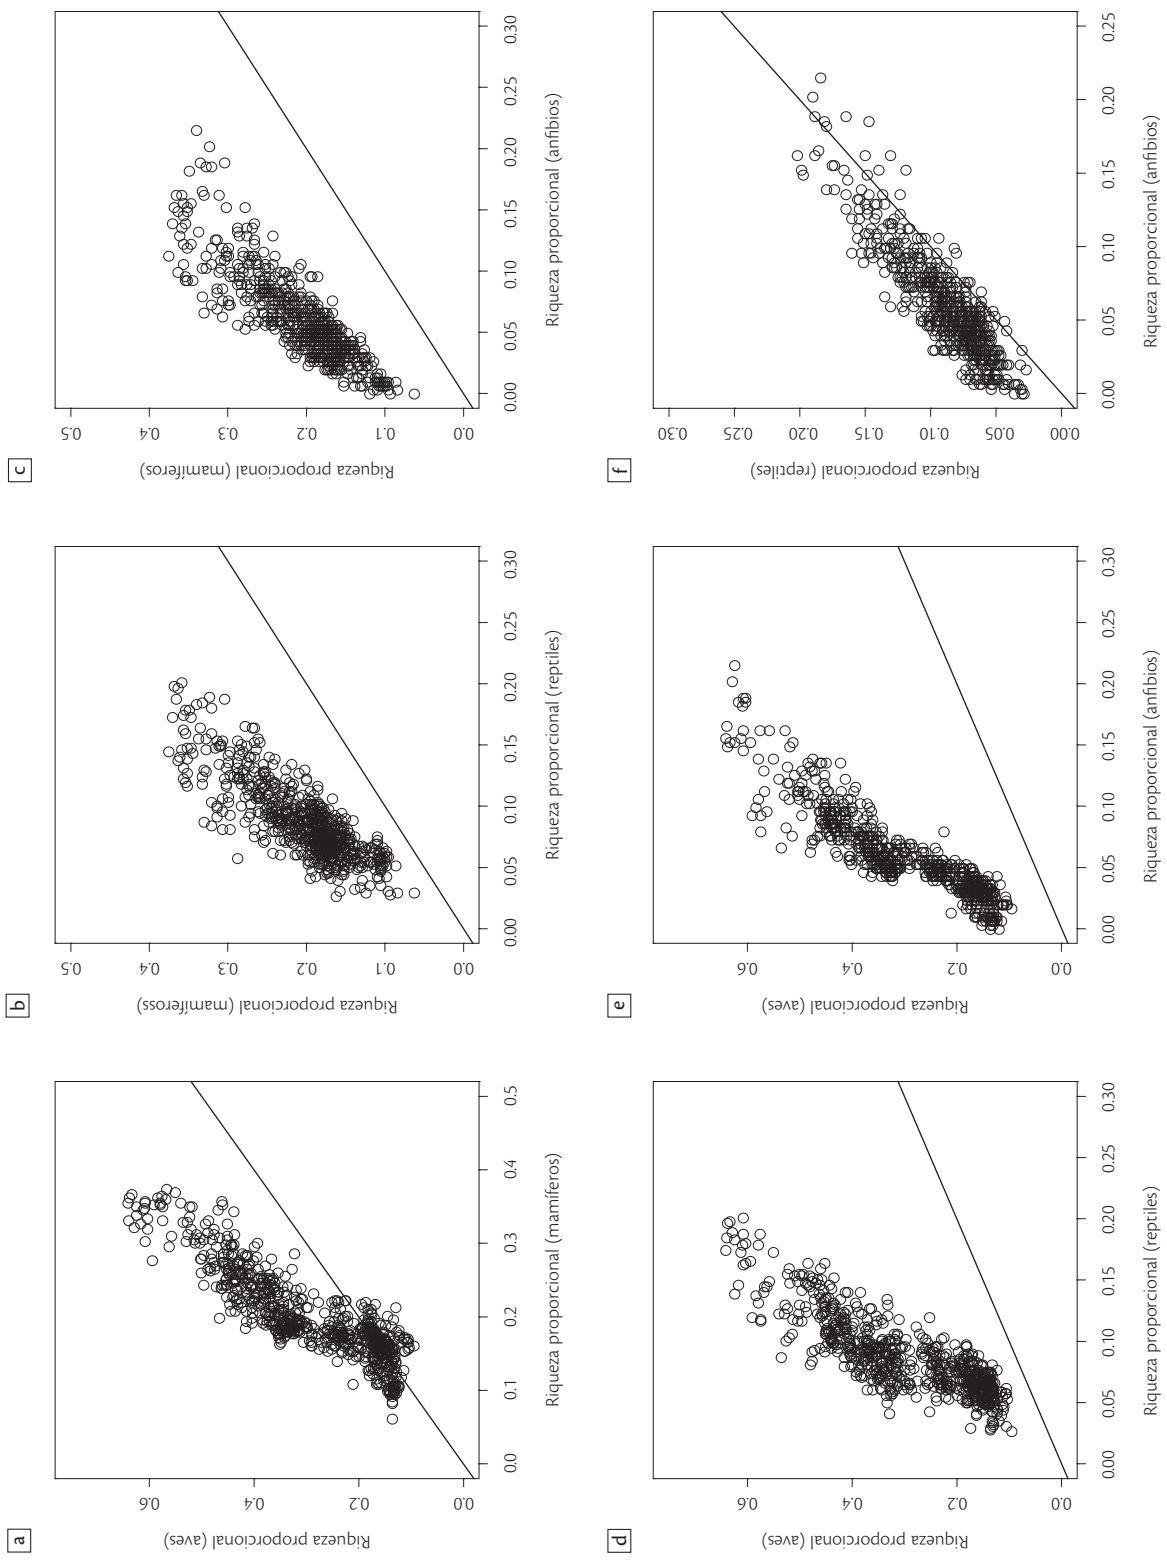 a
Riqueza proporcional (aves)
0.6
0.4
0.2
0.0
0.0 0.1 0.2 0.3 0.4 0.5
Riqueza proporcional (mamíferos)
b
Riqueza proporcional (mamífeross)
0.5
0.4
0.3
0.2
0.1
0.0
0.00 0.05 0.10 0.15 0.20 0.25 0.30
Riqueza proporcional (reptiles)
c
Riqueza proporcional (mamíferos)
0.5
0.4
0.3
0.2
0.1
0.0
0.00 0.05 0.10 0.15 0.20 0.25 0.30
Riqueza proporcional (anfibios)
d
Riqueza proporcional (aves)
0.6
0.4
0.2
0.0
0.00 0.05 0.10 0.15 0.20 0.25 0.30
Riqueza proporcional (reptiles)
e
Riqueza proporcional (aves)
0.6
0.4
0.2
0.0
0.00 0.05 0.10 0.15 0.20 0.25 0.30
Riqueza proporcional (anfibios)
f
Riqueza proporcional (reptiles)
0.30
0.25
0.20
0.15
0.10
0.05
0.00
0.00 0.05 0.10 0.15 0.20 0.25
Riqueza proporcional (anfibios)